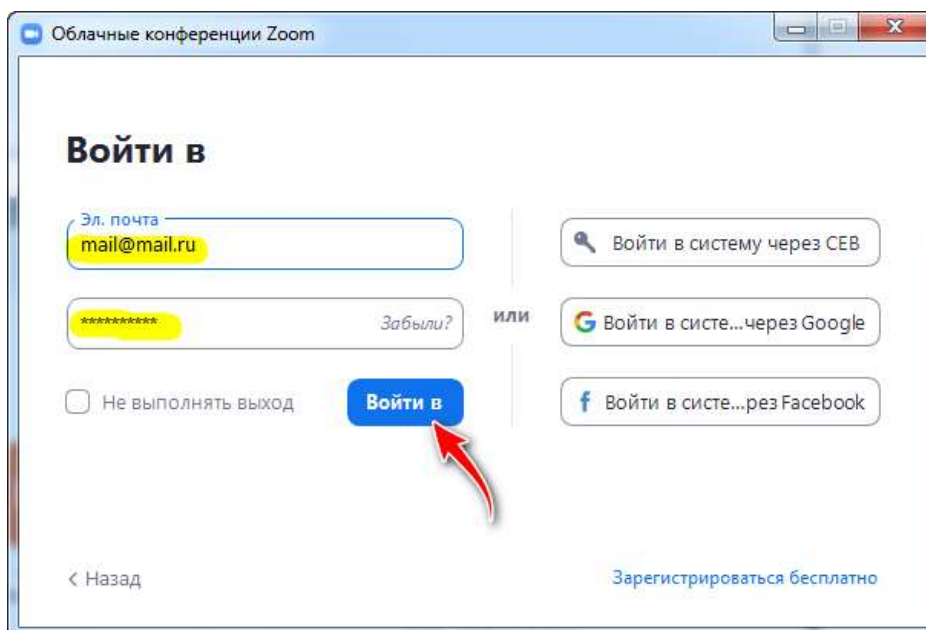 Облачные конференции Zoom
Войти в
Эл. почта
mail@mail.ru
**********
Забыли?
Не выполнять выход
Войти в
или
Войти в систему через СЕВ
Войти в систе...через Google
Войти в систе...рез Facebook
< Назад
Зарегистрироваться бесплатно